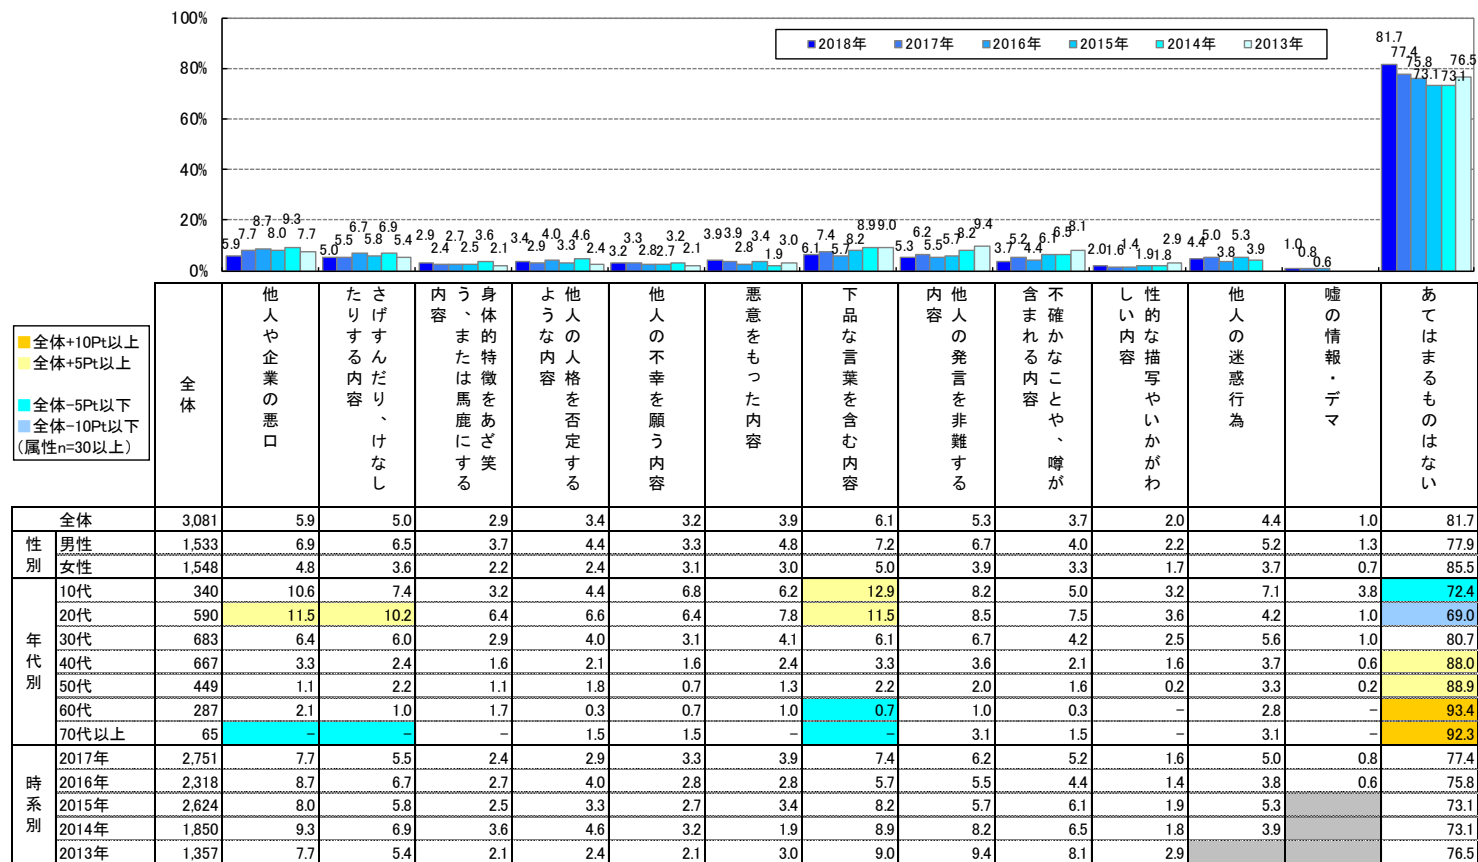 100%
80%
60%
40%
20%
0%
2018年 2017年 2016年 2015年 2014年 2013年
5.9 7.7 8.7 8.0 9.3 7.7
5.0 5.5 6.7 5.8 6.9 5.4
2.9 2.4 2.7 2.5 3.6 2.1
3.4 2.9 4.0 3.3 4.6 2.4
3.2 3.3 2.8 2.7 3.2 2.1
3.9 3.9 2.8 3.4 1.9 3.0
6.1 7.4 5.7 8.2 8.9 9.0
5.3 6.2 5.5 5.7 8.2 9.4
3.7 5.2 4.4 6.1 6.5 8.1
2.0 1.6 1.4 1.9 1.8 2.9
4.4 5.0 3.8 5.3 3.9
1.0 0.8 0.6
81.7 77.4 75.8 73.1 73.1 76.5
全体+10Pt以上
全体+5Pt以上
全体-5Pt以下
全体-10Pt以下
(属性n=30以上)
全体
他人や企業の悪口
さげすんだり、けなし
たりする内容
身体的特徴をあざ笑
う、または馬鹿にする
内容
他人の人格を否定する
ような内容
他人の不幸を願う内容
悪意をもった内容
下品な言葉を含む内容
他人の発言を非難する
内容
不確かなことや、噂が
含まれる内容
性的な描写やいかがわ
しい内容
他人の迷惑行為
嘘の情報・デマ
あてはまるものはない
全体 3,081 5.9 5.0 2.9 3.4 3.2 3.9 6.1 5.3 3.7 2.0 4.4 1.0 81.7
性別
男性 1,533 6.9 6.5 3.7 4.4 3.3 4.8 7.2 6.7 4.0 2.2 5.2 1.3 77.9
女性 1,548 4.8 3.6 2.2 2.4 3.1 3.0 5.0 3.9 3.3 1.7 3.7 0.7 85.5
年代別
10代 340 10.6 7.4 3.2 4.4 6.8 6.2 12.9 8.2 5.0 3.2 7.1 3.8 72.4
20代 590 11.5 10.2 6.4 6.6 6.4 7.8 11.5 8.5 7.5 3.6 4.2 1.0 69.0
30代 683 6.4 6.0 2.9 4.0 3.1 4.1 6.1 6.7 4.2 2.5 5.6 1.0 80.7
40代 667 3.3 2.4 1.6 2.1 1.6 2.4 3.3 3.6 2.1 1.6 3.7 0.6 88.0
50代 449 1.1 2.2 1.1 1.8 0.7 1.3 2.2 2.0 1.6 0.2 3.3 0.2 88.9
60代 287 2.1 1.0 1.7 0.3 0.7 1.0 0.7 1.0 0.3 - 2.8 - 93.4
70代以上 65 - - - 1.5 1.5 - - 3.1 1.5 - 3.1 - 92.3
時系別
2017年 2,751 7.7 5.5 2.4 2.9 3.3 3.9 7.4 6.2 5.2 1.6 5.0 0.8 77.4
2016年 2,318 8.7 6.7 2.7 4.0 2.8 2.8 5.7 5.5 4.4 1.4 3.8 0.6 75.8
2015年 2,624 8.0 5.8 2.5 3.3 2.7 3.4 8.2 5.7 6.1 1.9 5.3 73.1
2014年 1,850 9.3 6.9 3.6 4.6 3.2 1.9 8.9 8.2 6.5 1.8 3.9 73.1
2013年 1,357 7.7 5.4 2.1 2.4 2.1 3.0 9.0 9.4 8.1 2.9 76.5